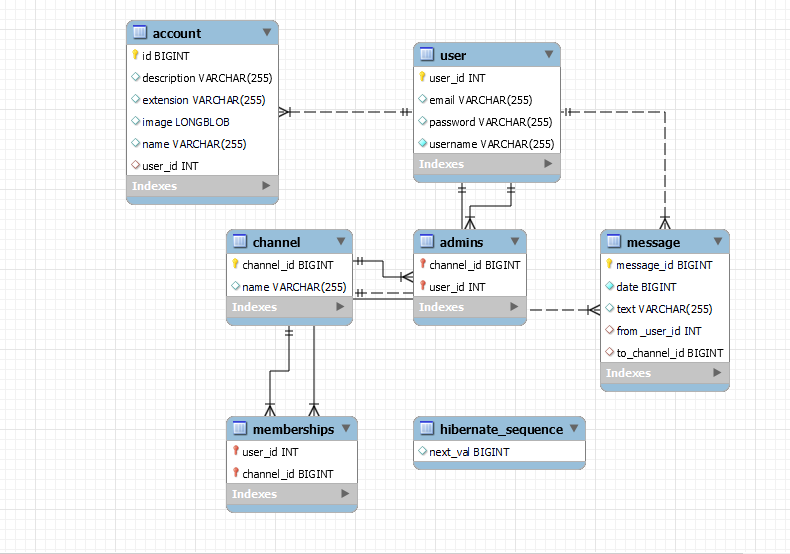 account
id BIGINT
description VARCHAR(255)
extension VARCHAR(255)
image LONGBLOB
name VARCHAR(255)
user_id INT
Indexes
user
user_id INT
email VARCHAR(255)
password VARCHAR(255)
username VARCHAR(255)
Indexes
channel
channel_id BIGINT
name VARCHAR(255)
Indexes
admins
channel_id BIGINT
user_id INT
Indexes
message
message_id BIGINT
date BIGINT
text VARCHAR(255)
from_user_id INT
to_channel_id BIGINT
Indexes
memberships
user_id INT
channel_id BIGINT
Indexes
hibernate_sequence
next_val BIGINT